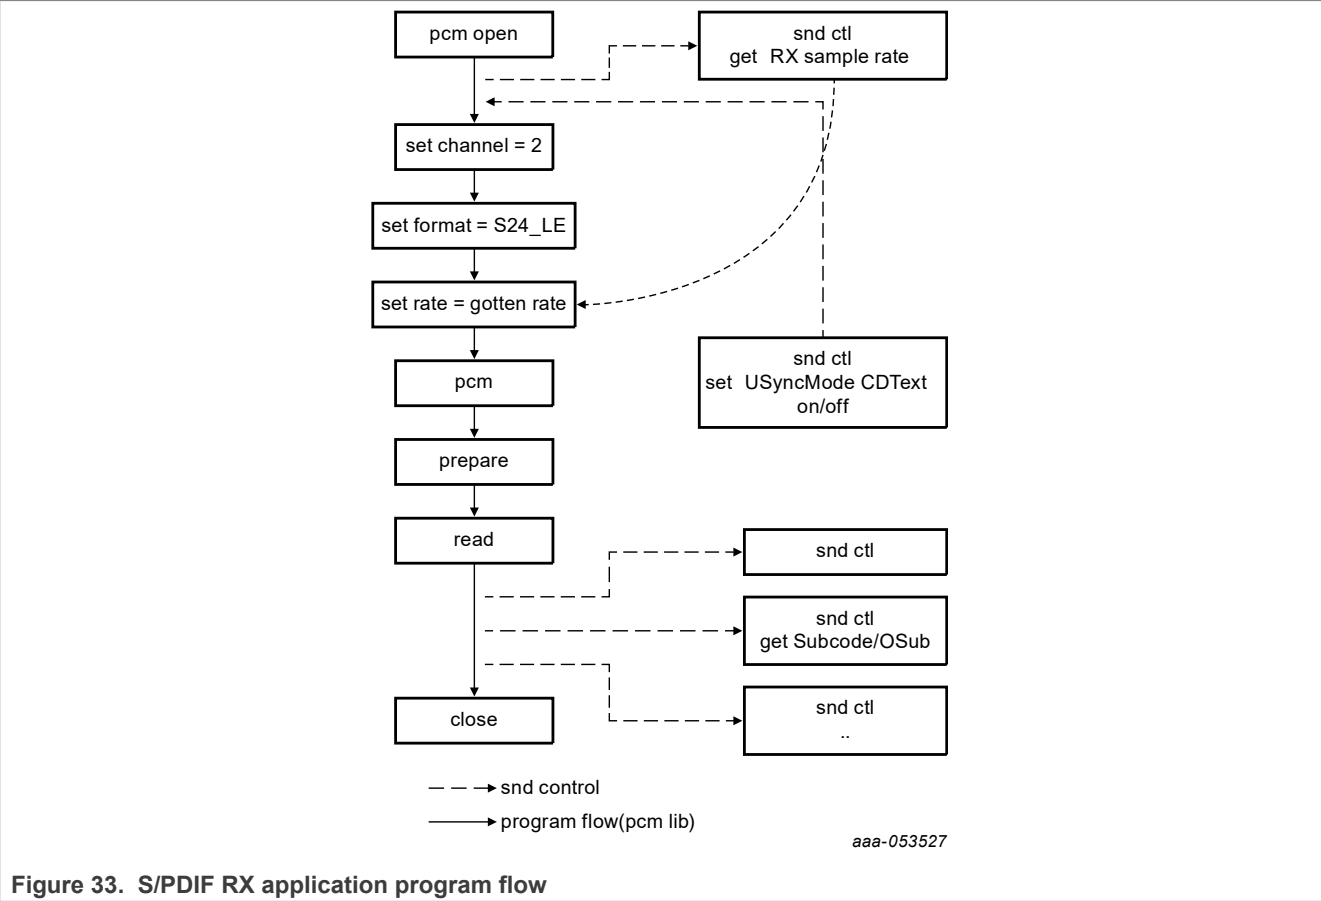 pcm open
snd ctl
get RX sample rate
set channel = 2
set format = S24_LE
set rate = gotten rate
snd ctl
set USyncMode CDText
on/off
pcm
prepare
read
snd ctl
snd ctl
get Subcode/OSub
snd ctl
..
close
snd control
program flow(pcm lib)
aaa-053527
Figure 33. S/PDIF RX application program flow